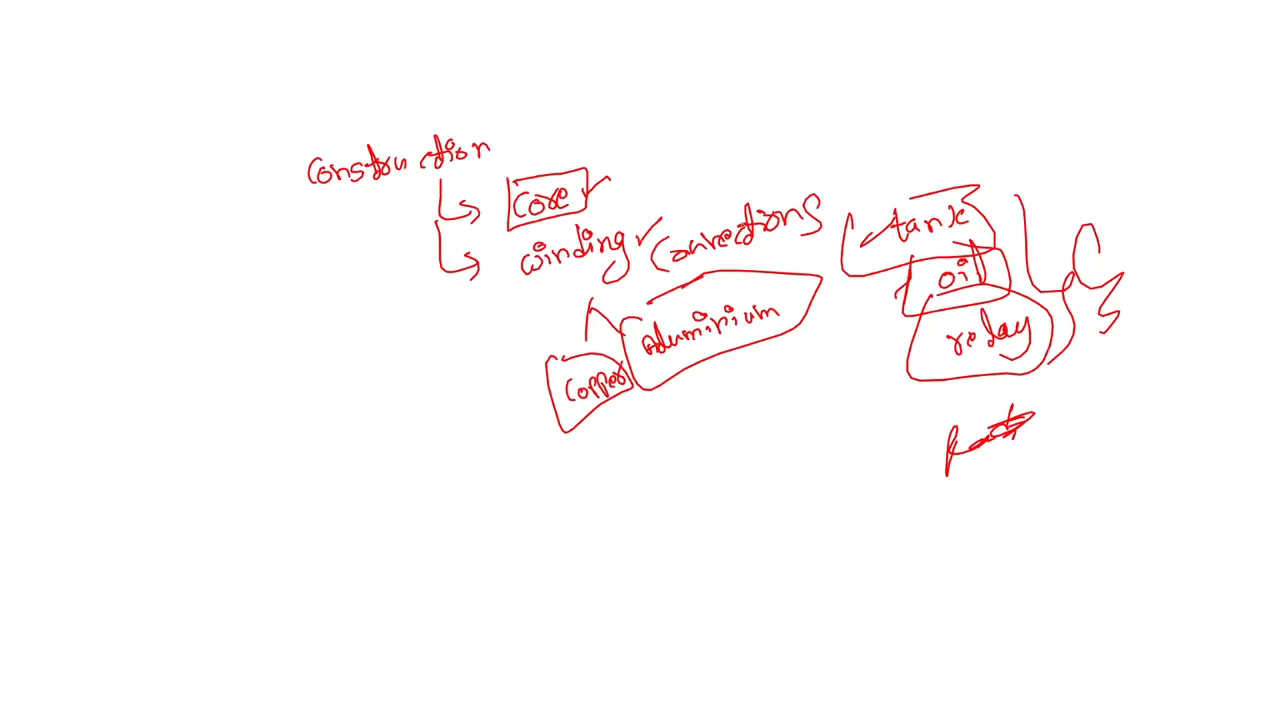 Construction
Core
winding Connections
tank
oil
relay
Aluminium
Copper